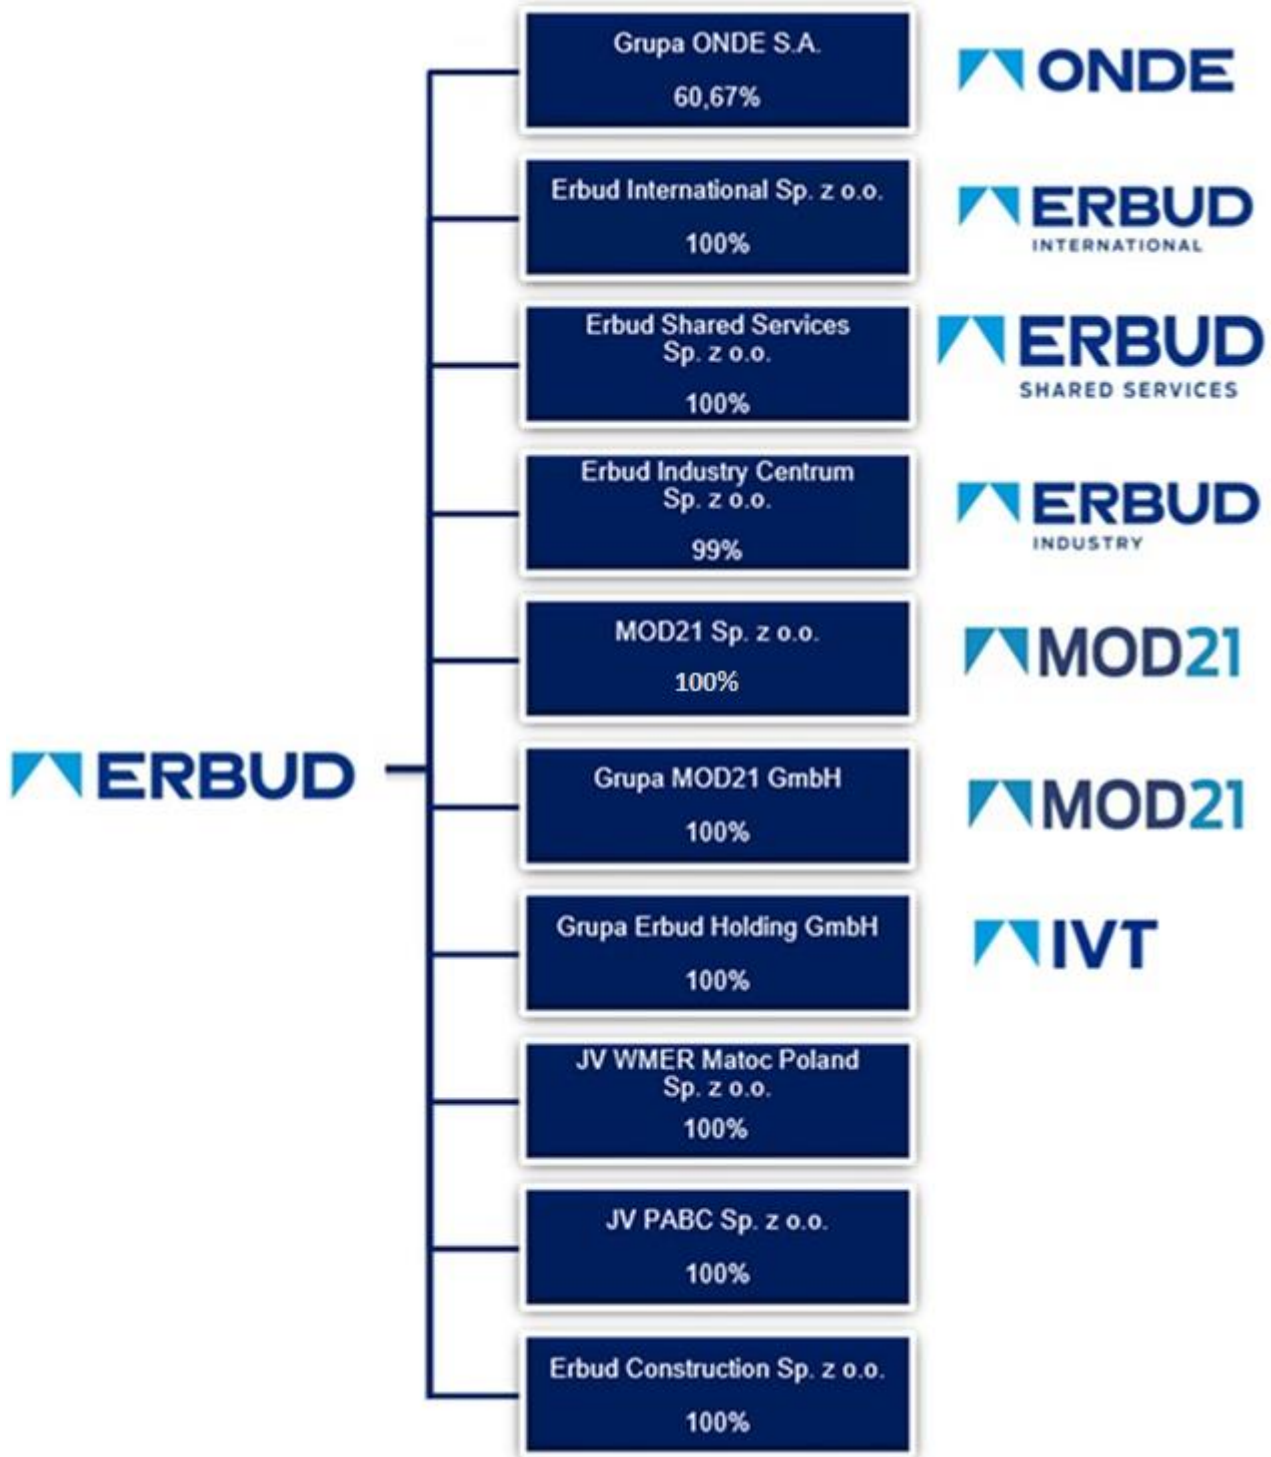 Grupa ONDE S.A.
60,67%
ONDE
Erbud International Sp. z o.o.
100%
ERBUD
INTERNATIONAL
Erbud Shared Services
Sp. z o.o.
100%
ERBUD
SHARED SERVICES
Erbud Industry Centrum
Sp. z o.o.
99%
ERBUD
INDUSTRY
MOD21 Sp. z o.o.
100%
MOD21
ERBUD
Grupa MOD21 GmbH
100%
MOD21
Grupa Erbud Holding GmbH
100%
IVT
JV WMER Matoc Poland
Sp. z o.o.
100%
JV PABC Sp. z o.o.
100%
Erbud Construction Sp. z o.o.
100%